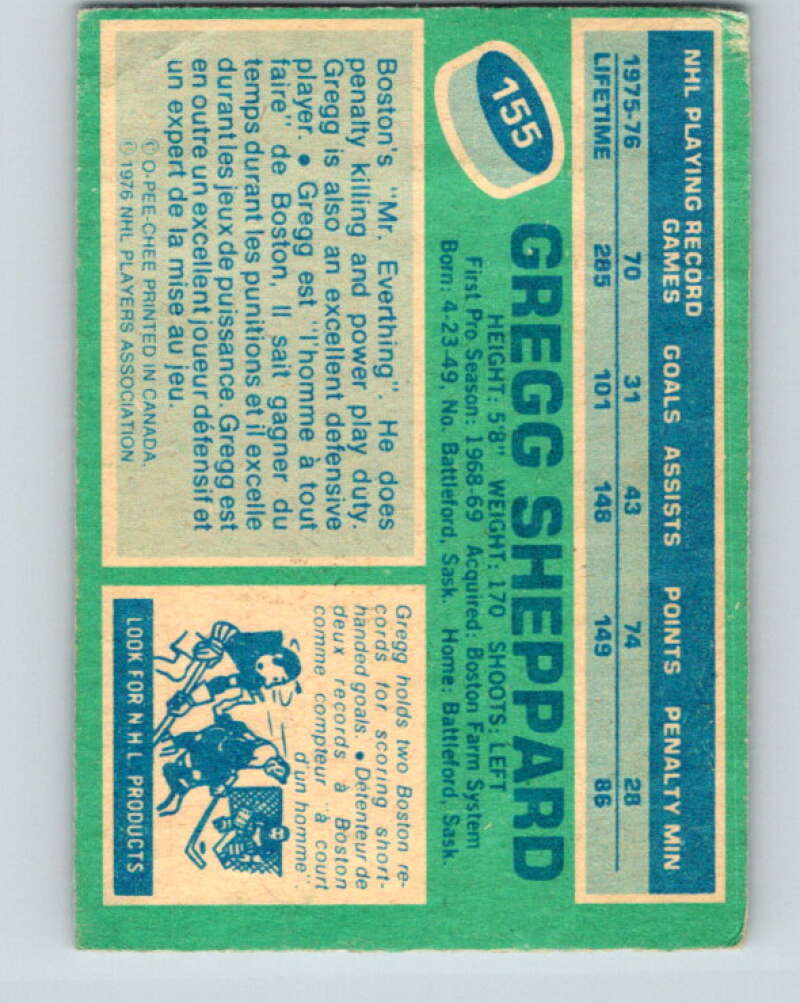 NHL PLAYING RECORD
GAMES GOALS ASSISTS POINTS PENALTY MIN
1975-76 70 31 43 74 28
LIFETIME 285 101 148 149 86
155
GREGG SHEPPARD
HEIGHT: 5'8" WEIGHT: 170 SHOOTS: LEFT
First Pro Season: 1968-69 Acquired: Boston Farm System
Born: 4-23-49, No. Battleford, Sask. Home: Battleford, Sask.
Boston's "Mr. Everthing". He does
penalty killing and power play duty.
Gregg is also an excellent defensive
player. • Gregg est "l'homme à tout
faire" de Boston. Il sait gagner du
temps durant les punitions et il excelle
durant les jeux de puissance. Gregg est
en outre un excellent joueur défensif et
un expert de la mise au jeu.
© O-PEE-CHEE PRINTED IN CANADA.
© 1976 NHL PLAYERS ASSOCIATION
Gregg holds two Boston re-
cords for scoring short-
handed goals. • Détenteur de
deux records à Boston
comme compteur "à court
d'un homme".
LOOK FOR NHL PRODUCTS